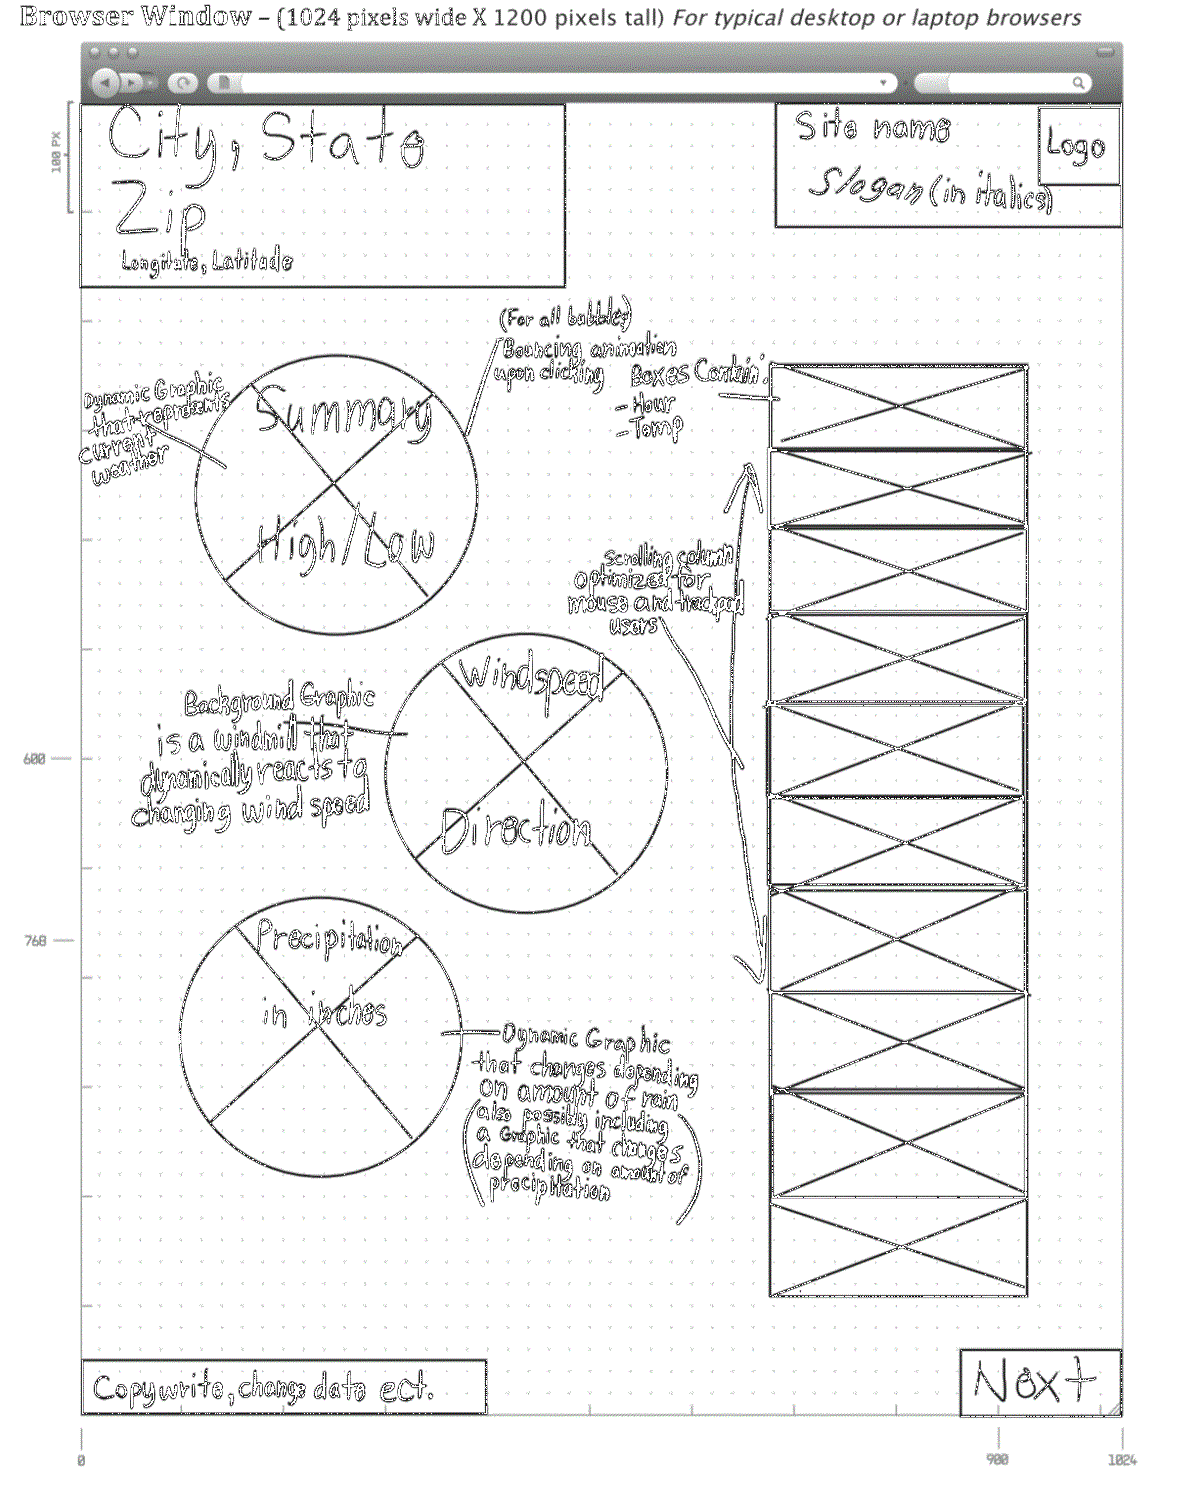 Browser Window – (1024 pixels wide X 1200 pixels tall) For typical desktop or laptop browsers
100 PX
City, State
Zip
Longitute, Latitude
Site name
Slogan (in italics)
Logo
(For all bubbles)
Bouncing animation
upon clicking
Dynamic Graphic
that represents
current
weather
Summary
High/Low
Boxes Contain:
- Hour
- Temp
Scrolling column
optimized for
mouse and trackpad
users
Background Graphic
is a windmill that
dynamically reacts to
changing wind speed
Windspeed
Direction
600
768
Precipitation
in inches
Dynamic Graphic
that changes depending
on amount of rain
(also possibly including
a Graphic that changes
depending on amount of
precipitation)
Copywrite, change date ect.
Next
0
900
1024